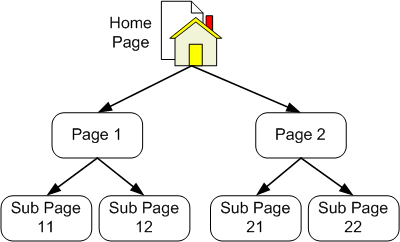 Home
Page
Page 1
Page 2
Sub Page
11
Sub Page
12
Sub Page
21
Sub Page
22